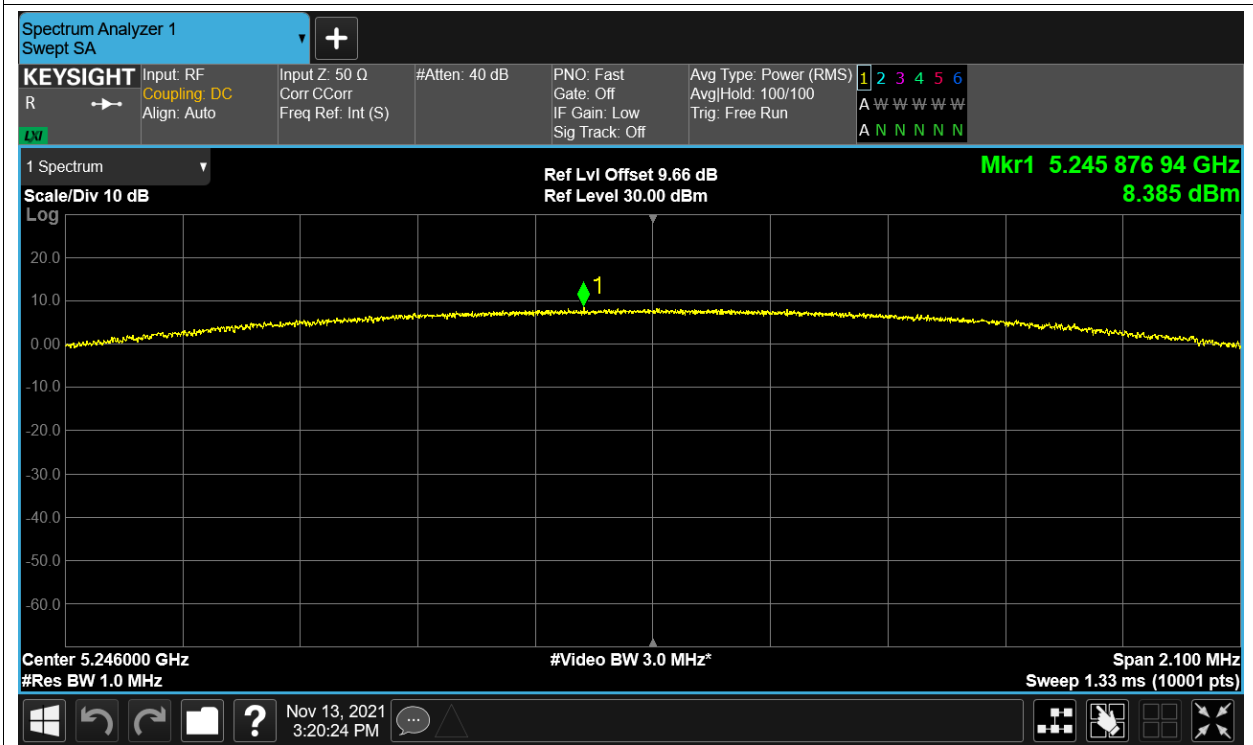 Spectrum Analyzer 1
Swept SA
KEYSIGHT
R
LXI
Input: RF
Coupling: DC
Align: Auto
Input Z: 50 Ω
Corr CCorr
Freq Ref: Int (S)
#Atten: 40 dB
PNO: Fast
Gate: Off
IF Gain: Low
Sig Track: Off
Avg Type: Power (RMS)
Avg|Hold: 100/100
Trig: Free Run
1 2 3 4 5 6
A W W W W W
A N N N N N
1 Spectrum
Scale/Div 10 dB
Log
Ref Lvl Offset 9.66 dB
Ref Level 30.00 dBm
Mkr1 5.245 876 94 GHz
8.385 dBm
1
20.0
10.0
0.00
-10.0
-20.0
-30.0
-40.0
-50.0
-60.0
Center 5.246000 GHz
#Res BW 1.0 MHz
#Video BW 3.0 MHz*
Span 2.100 MHz
Sweep 1.33 ms (10001 pts)
?
Nov 13, 2021
3:20:24 PM